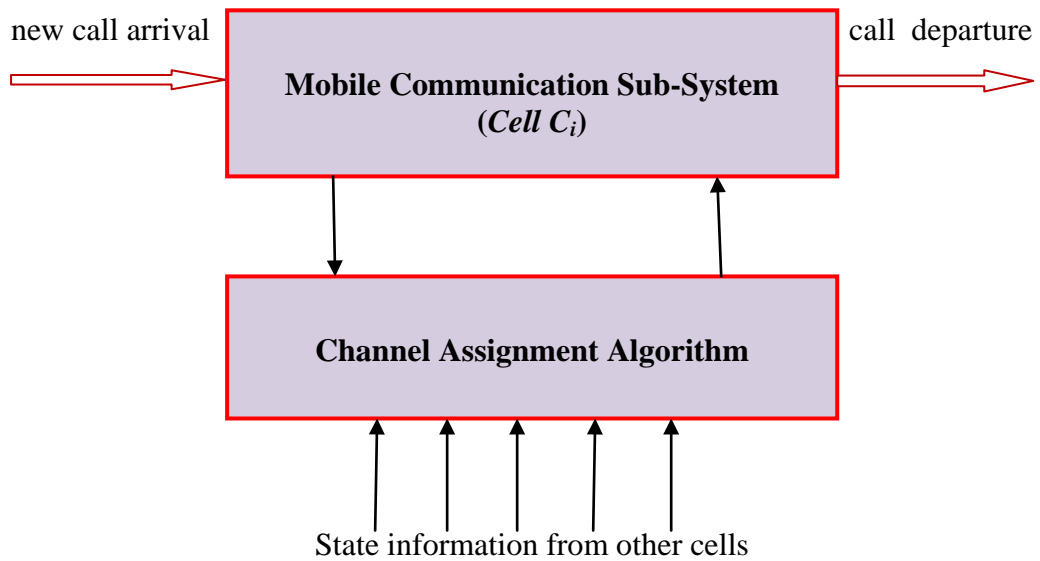 new call arrival
call departure
Mobile Communication Sub-System
(Cell Ci)
Channel Assignment Algorithm
State information from other cells